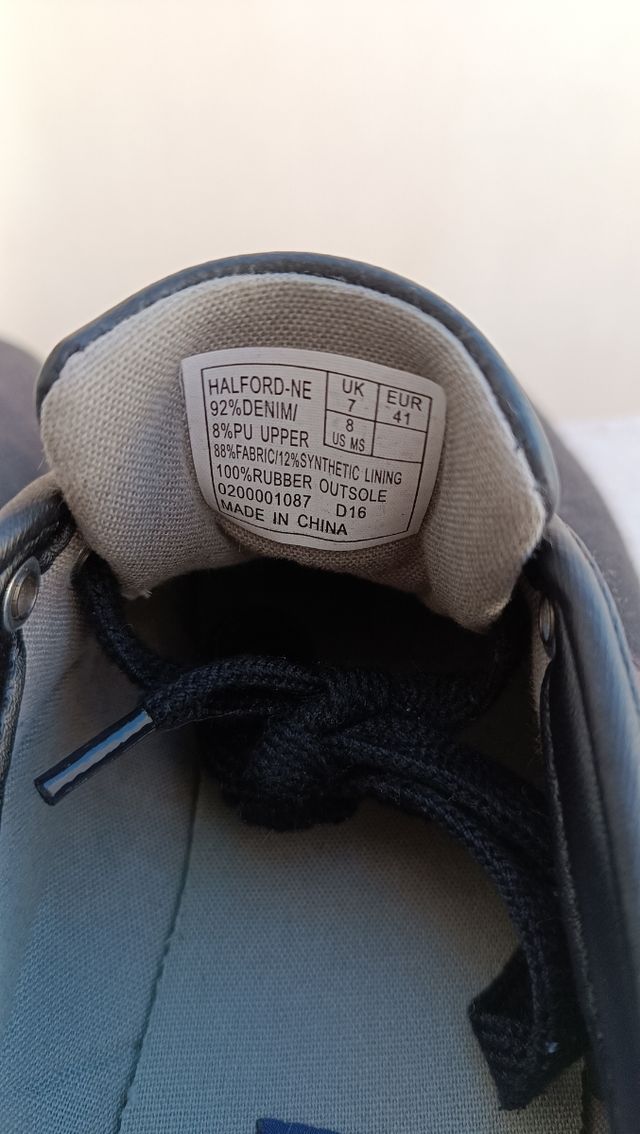 HALFORD-NE
92%DENIM/
8%PU UPPER
UK
7
EUR
41
8
US MS
88%FABRIC/12%SYNTHETIC LINING
100%RUBBER OUTSOLE
0200001087 D16
MADE IN CHINA